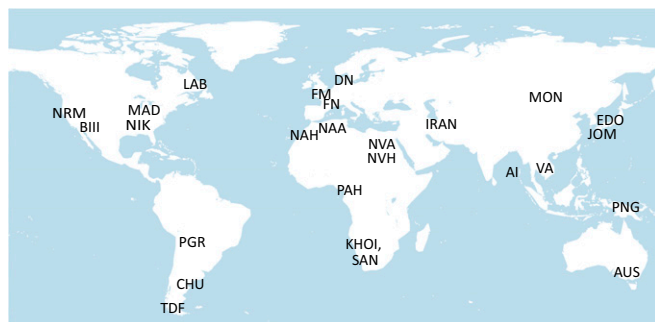 DN
LAB
FM
MON
FN
NRM
MAD
EDO
BIII
NIK
NAH
NAA
IRAN
JOM
NVA
NVH
AI
VA
PAH
PNG
PGR
KHOI,
SAN
AUS
CHU
TDF